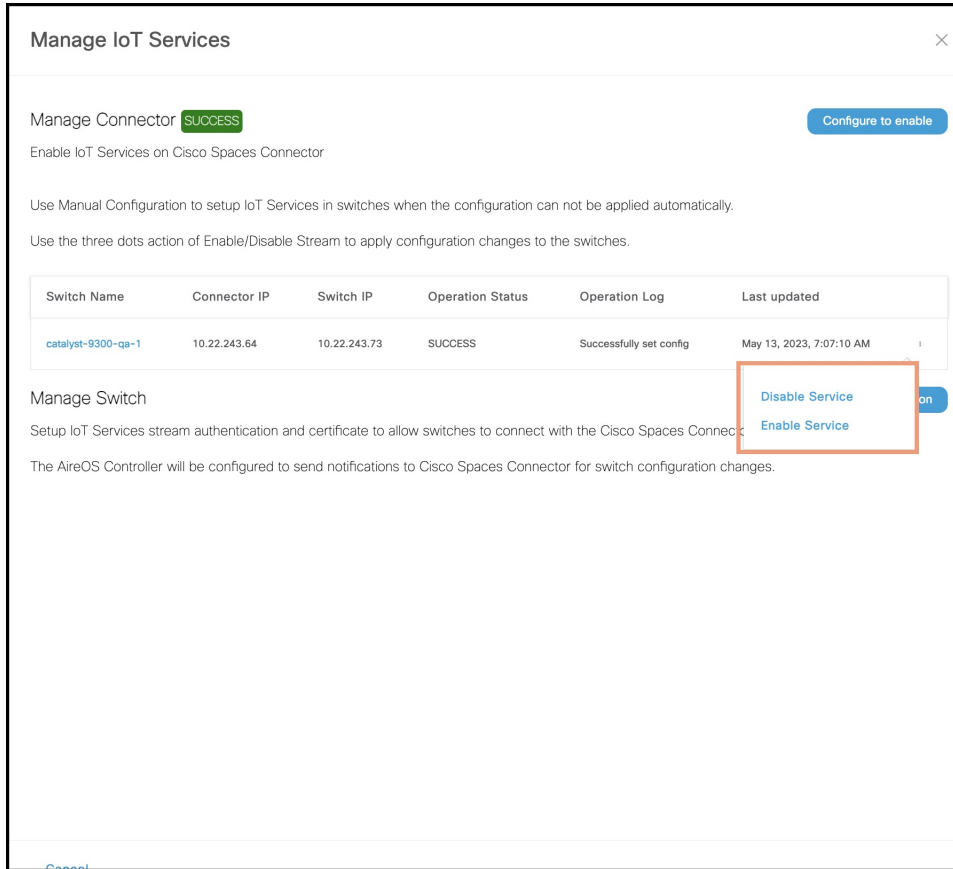 Manage IoT Services
Manage Connector SUCCESS
Configure to enable
Enable IoT Services on Cisco Spaces Connector
Use Manual Configuration to setup IoT Services in switches when the configuration can not be applied automatically.
Use the three dots action of Enable/Disable Stream to apply configuration changes to the switches.
Switch Name Connector IP Switch IP Operation Status Operation Log Last updated
catalyst-9300-qa-1 10.22.243.64 10.22.243.73 SUCCESS Successfully set config May 13, 2023, 7:07:10 AM
Manage Switch
Disable Service
on
Enable Service
Setup IoT Services stream authentication and certificate to allow switches to connect with the Cisco Spaces
The AireOS Controller will be configured to send notifications to Cisco Spaces Connector for switch configuration changes.
Cancel